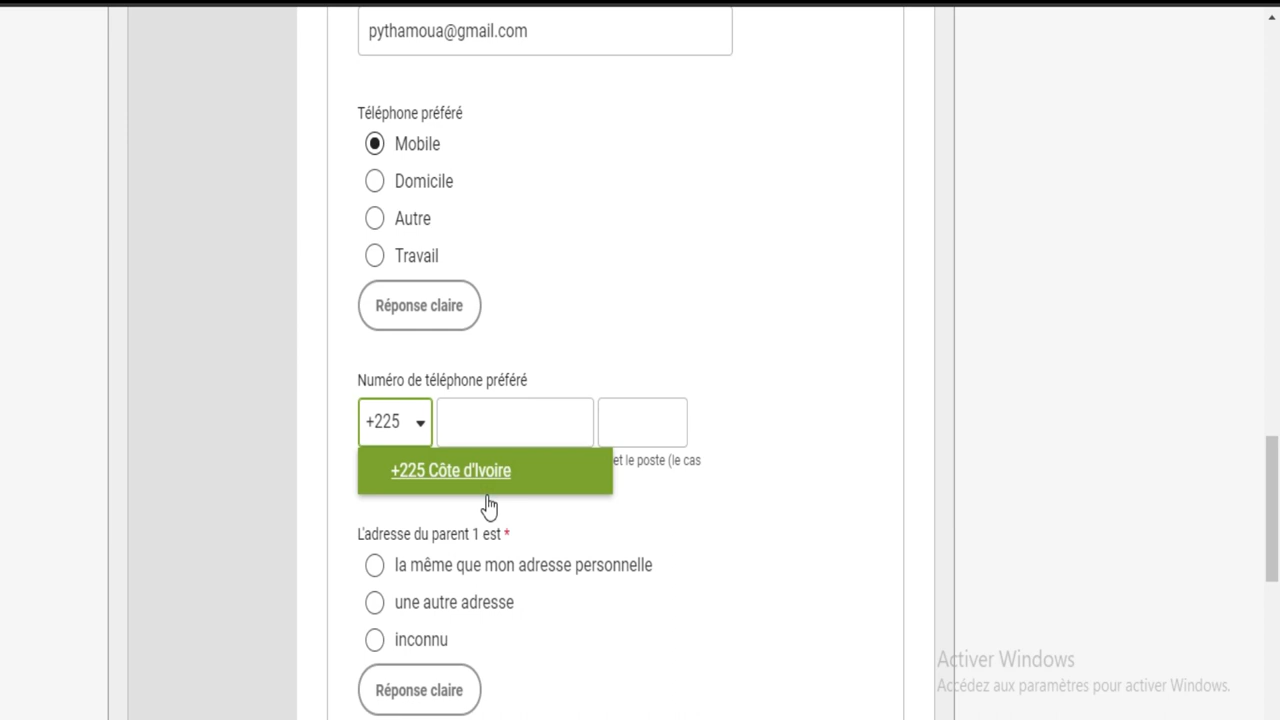 pythamoua@gmail.com
Téléphone préféré
Mobile
Domicile
Autre
Travail
Réponse claire
Numéro de téléphone préféré
+225
+225 Côte d'Ivoire
et le poste (le cas
L'adresse du parent 1 est *
la même que mon adresse personnelle
une autre adresse
inconnu
Réponse claire
Activer Windows
Accédez aux paramètres pour activer Windows.